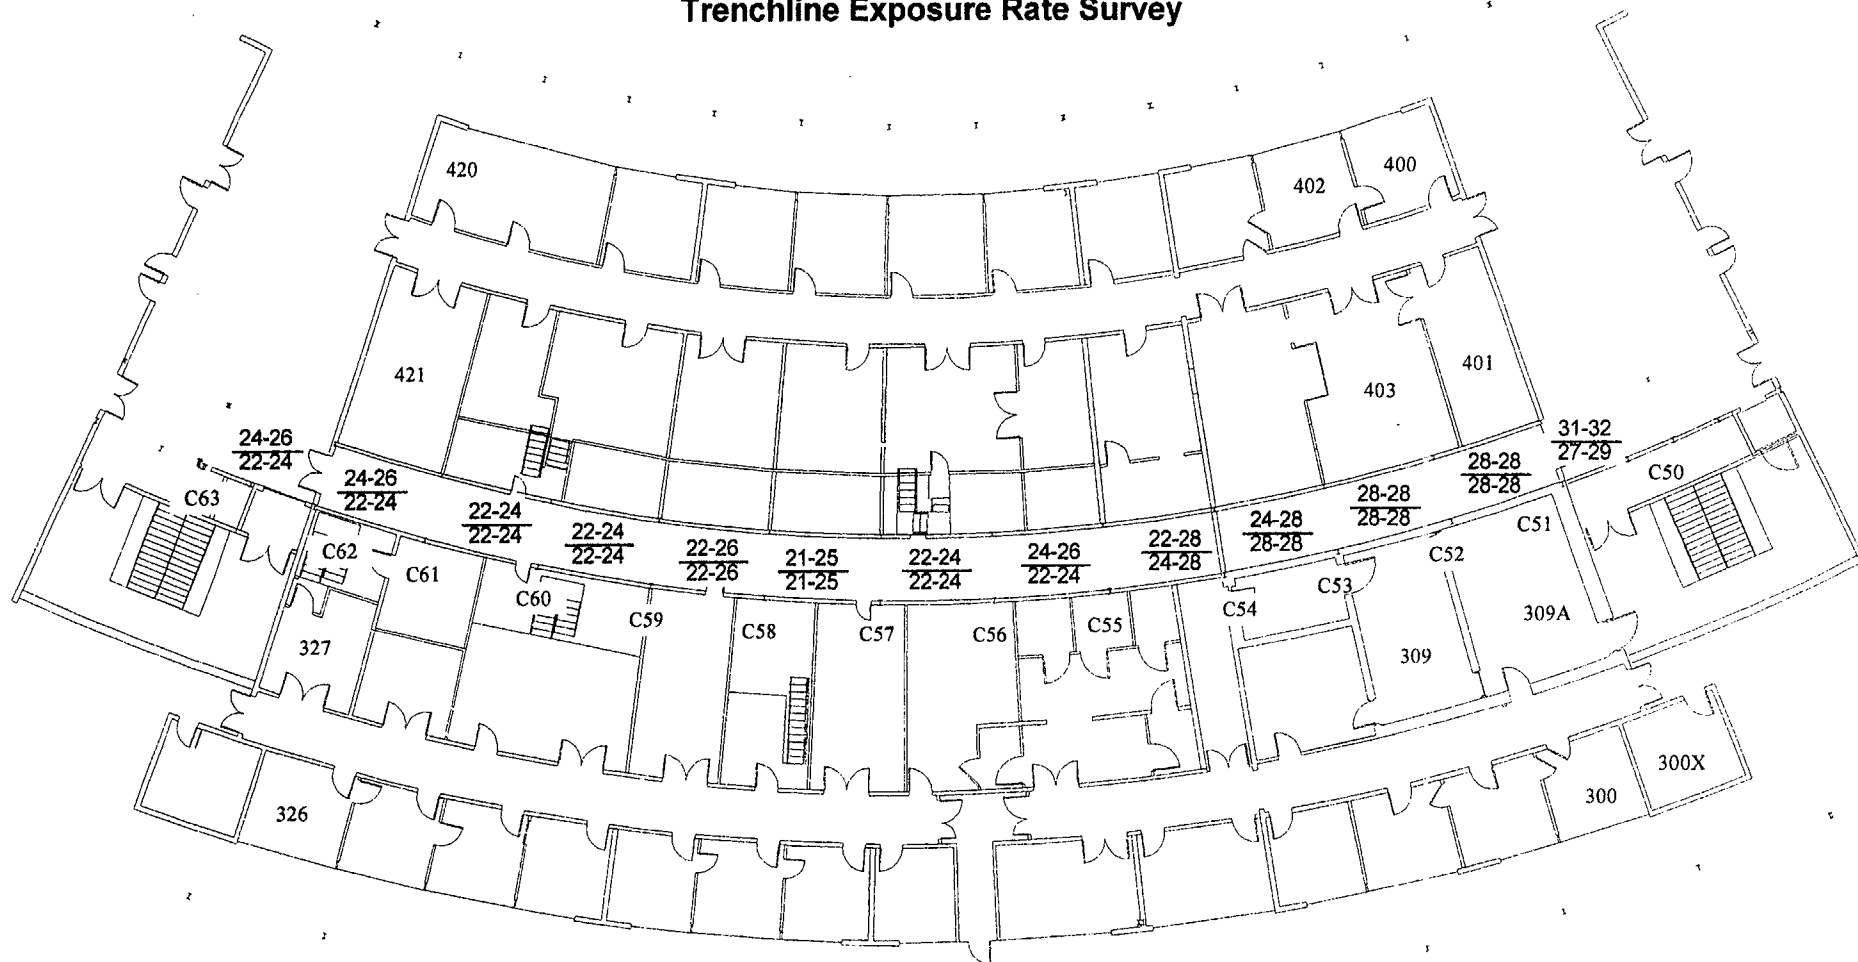 Trenchline Exposure Rate Survey
420
400
402
421
401
403
24-26
22-24
31-32
27-29
24-26
22-24
28-28
28-28
C50
C63
22-24
22-24
28-28
28-28
22-24
22-24
24-28
28-28
C51
22-26
22-26
21-25
21-25
22-24
22-24
24-26
22-24
22-28
24-28
C62
C61
C52
C60
C59
C58
C57
C56
C55
C54
C53
309A
327
309
326
300
300X